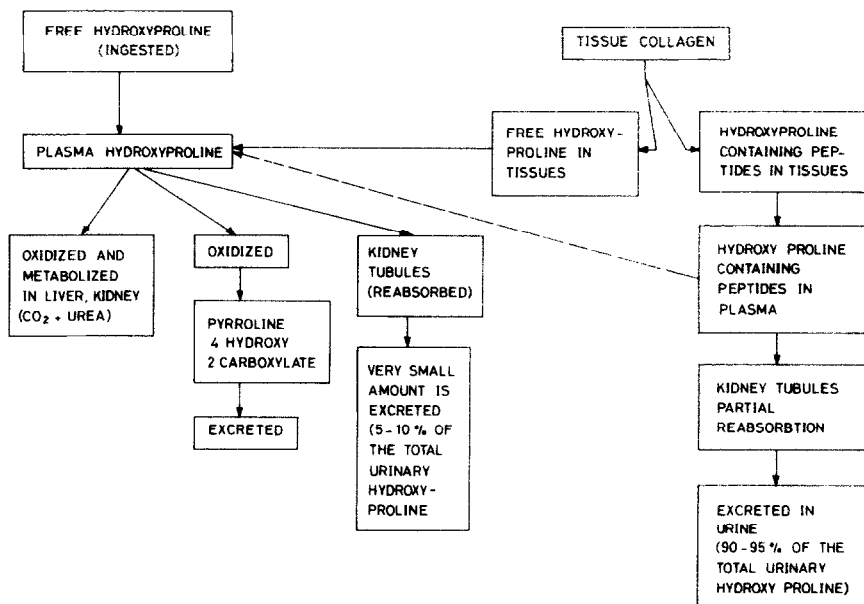 FREE HYDROXYPROLINE
(INGESTED)
TISSUE COLLAGEN
PLASMA HYDROXYPROLINE
FREE HYDROXY-
PROLINE IN
TISSUES
HYDROXYPROLINE
CONTAINING PEP-
TIDES IN TISSUES
OXIDIZED AND
METABOLIZED
IN LIVER, KIDNEY
(CO₂ + UREA)
OXIDIZED
PYRROLINE
4 HYDROXY
2 CARBOXYLATE
EXCRETED
KIDNEY
TUBULES
(REABSORBED)
VERY SMALL
AMOUNT IS
EXCRETED
(5-10 % OF
THE TOTAL
URINARY
HYDROXY-
PROLINE
HYDROXY PROLINE
CONTAINING
PEPTIDES IN
PLASMA
KIDNEY TUBULES
PARTIAL
REABSORBTION
EXCRETED IN
URINE
(90-95 % OF THE
TOTAL URINARY
HYDROXY PROLINE)